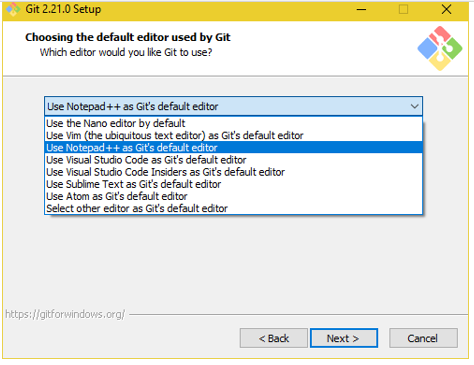 Git 2.21.0 Setup
Choosing the default editor used by Git
Which editor would you like Git to use?
Use Notepad++ as Git's default editor
Use the Nano editor by default
Use Vim (the ubiquitous text editor) as Git's default editor
Use Notepad++ as Git's default editor
Use Visual Studio Code as Git's default editor
Use Visual Studio Code Insiders as Git's default editor
Use Sublime Text as Git's default editor
Use Atom as Git's default editor
Select other editor as Git's default editor
https://gitforwindows.org/
< Back Next > Cancel